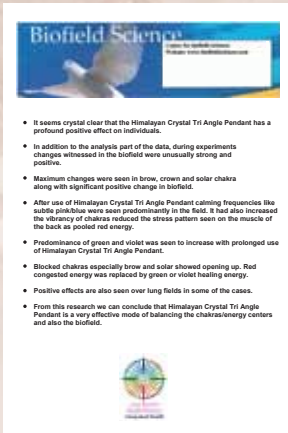 Biofield Science
Centre for Biofield Sciences
Website: www.biofieldsciences.com
• It seems crystal clear that the Himalayan Crystal Tri Angle Pendant has a
profound positive effect on individuals.
• In addition to the analysis part of the data, during experiments
changes witnessed in the biofield were unusually strong and
positive.
• Maximum changes were seen in brow, crown and solar chakra
along with significant positive change in biofield.
• After use of Himalayan Crystal Tri Angle Pendant calming frequencies like
subtle pink/blue were seen predominantly in the field. It had also increased
the vibrancy of chakras reduced the stress pattern seen on the muscle of
the back as pooled red energy.
• Predominance of green and violet was seen to increase with prolonged use
of Himalayan Crystal Tri Angle Pendant.
• Blocked chakras especially brow and solar showed opening up. Red
congested energy was replaced by green or violet healing energy.
• Positive effects are also seen over lung fields in some of the cases.
• From this research we can conclude that Himalayan Crystal Tri Angle
Pendant is a very effective mode of balancing the chakras/energy centers
and also the biofield.